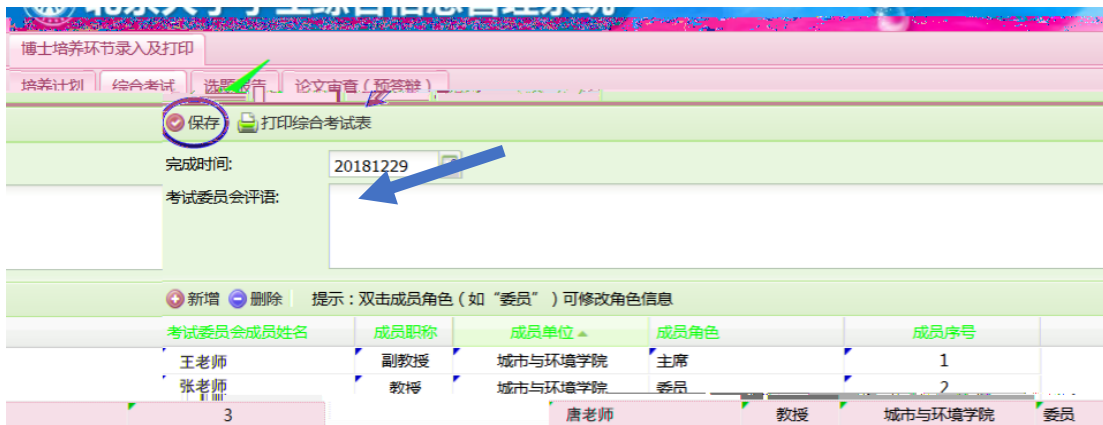 博士培养环节录入及打印
培养计划 综合考试 选题报告 论文审查（预答辩）
保存 打印综合考试表
完成时间: 20181229
考试委员会评语:
新增 删除 提示：双击成员角色（如“委员”）可修改角色信息
考试委员会成员姓名 成员职称 成员单位 成员角色 成员序号
王老师 副教授 城市与环境学院 主席 1
张老师 教授 城市与环境学院 委员 2
3 唐老师 教授 城市与环境学院 委员